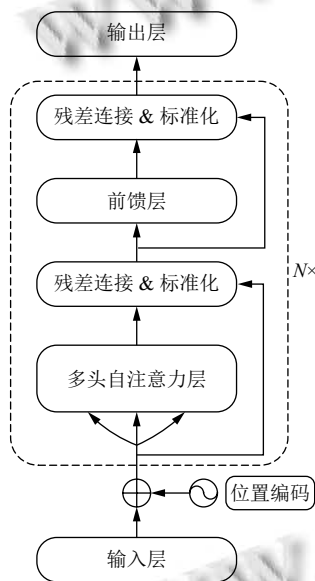 输出层
残差连接 & 标准化
前馈层
残差连接 & 标准化
N×
多头自注意力层
位置编码
输入层